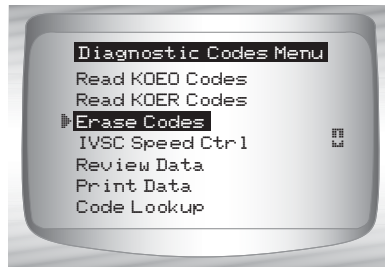 Diagnostic Codes Menu
Read KOEO Codes
Read KOER Codes
Erase Codes
IVSC Speed Ctrl
Review Data
Print Data
Code Lookup